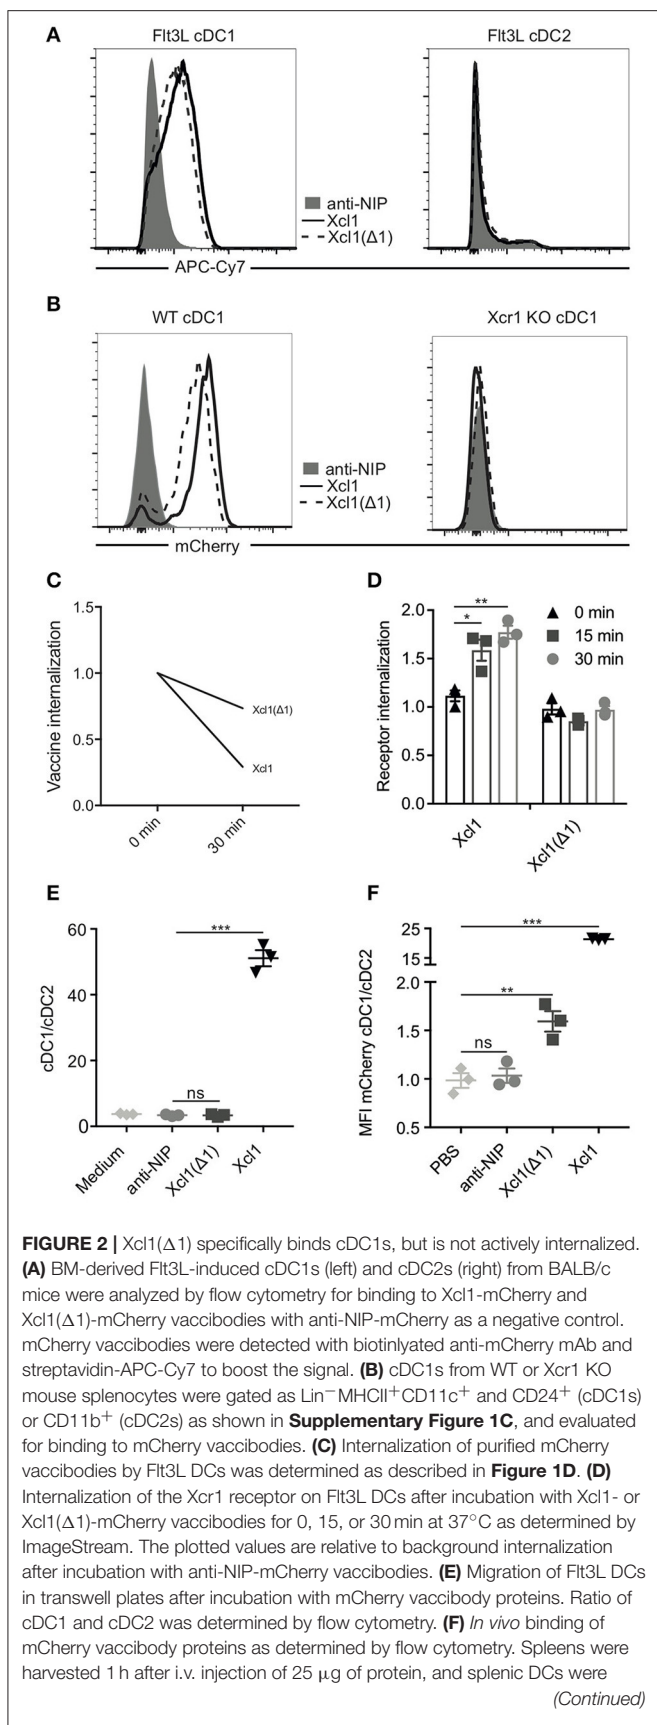 A
Flt3L cDC1
Flt3L cDC2
anti-NIP
Xcl1
Xcl1(Δ1)
APC-Cy7
B
WT cDC1
Xcr1 KO cDC1
anti-NIP
Xcl1
Xcl1(Δ1)
mCherry
C
Vaccine internalization
1.5
1.0
0.5
0.0
Xcl1(Δ1)
Xcl1
0 min
30 min
D
Receptor internalization
2.0
1.5
1.0
0.5
0.0
**
*
0 min
15 min
30 min
Xcl1
Xcl1(Δ1)
E
cDC1/cDC2
60
40
20
0
***
ns
Medium
anti-NIP
Xcl1(Δ1)
Xcl1
F
MFI mCherry cDC1/cDC2
25
15
2.0
1.5
1.0
0.5
***
**
ns
PBS
anti-NIP
Xcl1(Δ1)
Xcl1
FIGURE 2 | Xcl1(Δ1) specifically binds cDC1s, but is not actively internalized.
(A) BM-derived Flt3L-induced cDC1s (left) and cDC2s (right) from BALB/c
mice were analyzed by flow cytometry for binding to Xcl1-mCherry and
Xcl1(Δ1)-mCherry vaccibodies with anti-NIP-mCherry as a negative control.
mCherry vaccibodies were detected with biotinlyated anti-mCherry mAb and
streptavidin-APC-Cy7 to boost the signal. (B) cDC1s from WT or Xcr1 KO
mouse splenocytes were gated as Lin⁻MHCII⁺CD11c⁺ and CD24⁺ (cDC1s)
or CD11b⁺ (cDC2s) as shown in Supplementary Figure 1C, and evaluated
for binding to mCherry vaccibodies. (C) Internalization of purified mCherry
vaccibodies by Flt3L DCs was determined as described in Figure 1D. (D)
Internalization of the Xcr1 receptor on Flt3L DCs after incubation with Xcl1- or
Xcl1(Δ1)-mCherry vaccibodies for 0, 15, or 30 min at 37°C as determined by
ImageStream. The plotted values are relative to background internalization
after incubation with anti-NIP-mCherry vaccibodies. (E) Migration of Flt3L DCs
in transwell plates after incubation with mCherry vaccibody proteins. Ratio of
cDC1 and cDC2 was determined by flow cytometry. (F) In vivo binding of
mCherry vaccibody proteins as determined by flow cytometry. Spleens were
harvested 1 h after i.v. injection of 25 μg of protein, and splenic DCs were
(Continued)